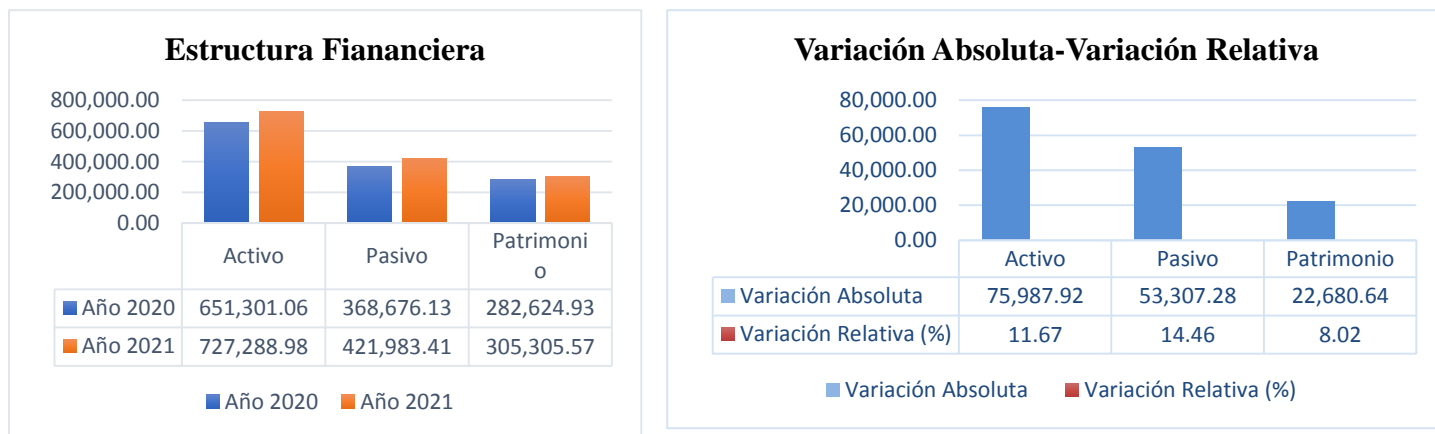 Estructura Fiananciera
800,000.00
600,000.00
400,000.00
200,000.00
0.00
Activo Pasivo Patrimoni
o
Año 2020 651,301.06 368,676.13 282,624.93
Año 2021 727,288.98 421,983.41 305,305.57
Año 2020 Año 2021
Variación Absoluta-Variación Relativa
80,000.00
60,000.00
40,000.00
20,000.00
0.00
Activo Pasivo Patrimonio
Variación Absoluta 75,987.92 53,307.28 22,680.64
Variación Relativa (%) 11.67 14.46 8.02
Variación Absoluta Variación Relativa (%)